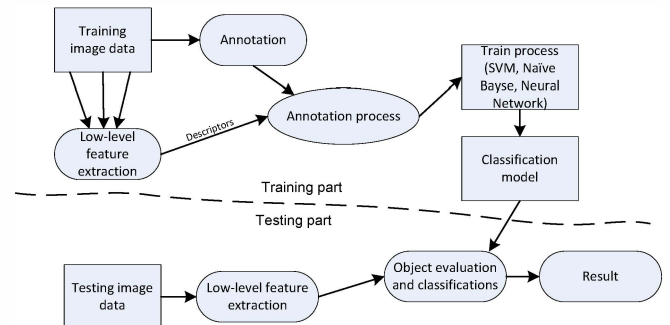 Training
image data
Annotation
Low-level
feature
extraction
Descriptors
Annotation process
Train process
(SVM, Naïve
Bayse, Neural
Network)
Classification
model
Training part
Testing part
Testing image
data
Low-level feature
extraction
Object evaluation
and classifications
Result